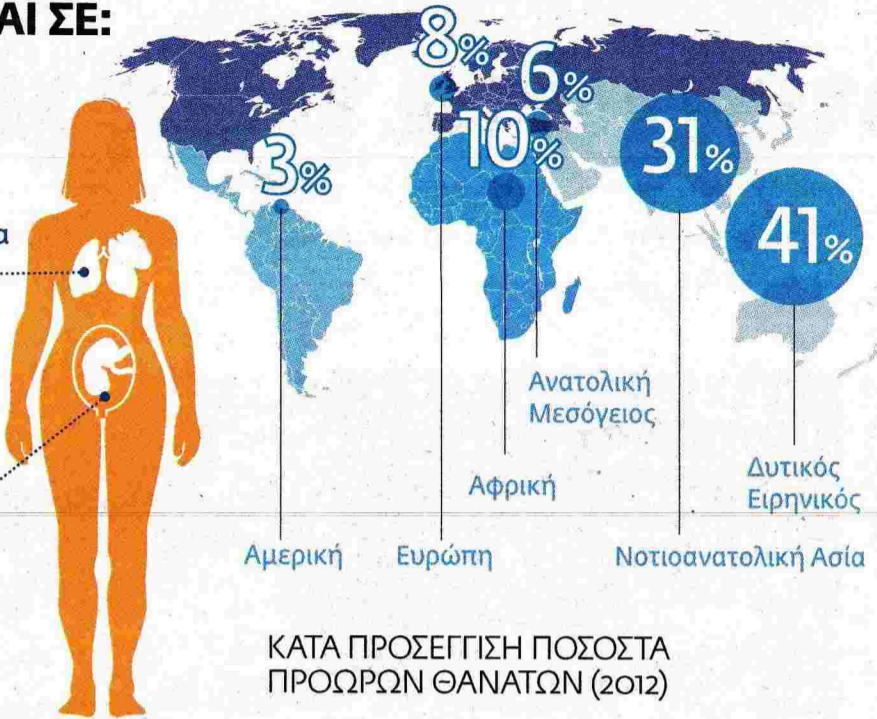 ΑΙ ΣΕ:
8%
6%
10%
3%
31%
41%
α
Ανατολική
Μεσόγειος
Αφρική
Δυτικός
Ειρηνικός
Αμερική
Ευρώπη
Νοτιοανατολική Ασία
ΚΑΤΑ ΠΡΟΣΕΓΓΙΣΗ ΠΟΣΟΣΤΑ
ΠΡΟΩΡΩΝ ΘΑΝΑΤΩΝ (2012)